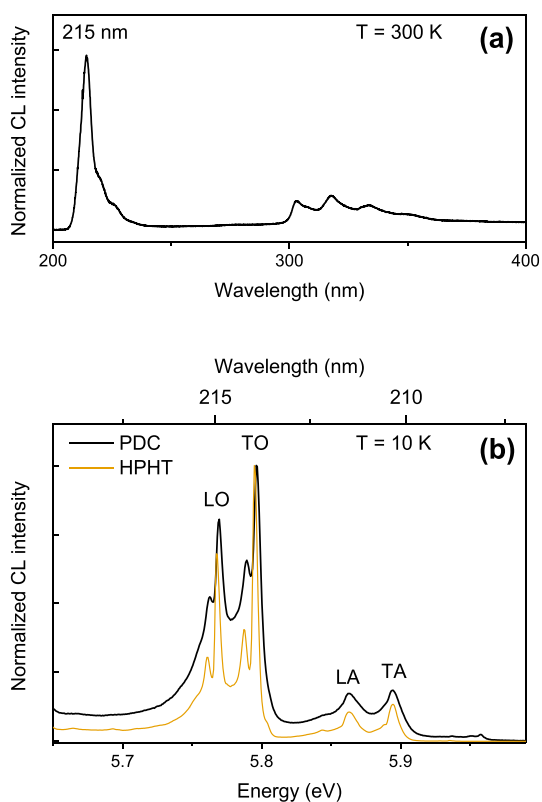 215 nm
T = 300 K
(a)
Normalized CL intensity
200
300
400
Wavelength (nm)
Wavelength (nm)
215
210
PDC
TO
T = 10 K
(b)
HPHT
LO
LA
TA
Normalized CL intensity
5.7
5.8
5.9
Energy (eV)